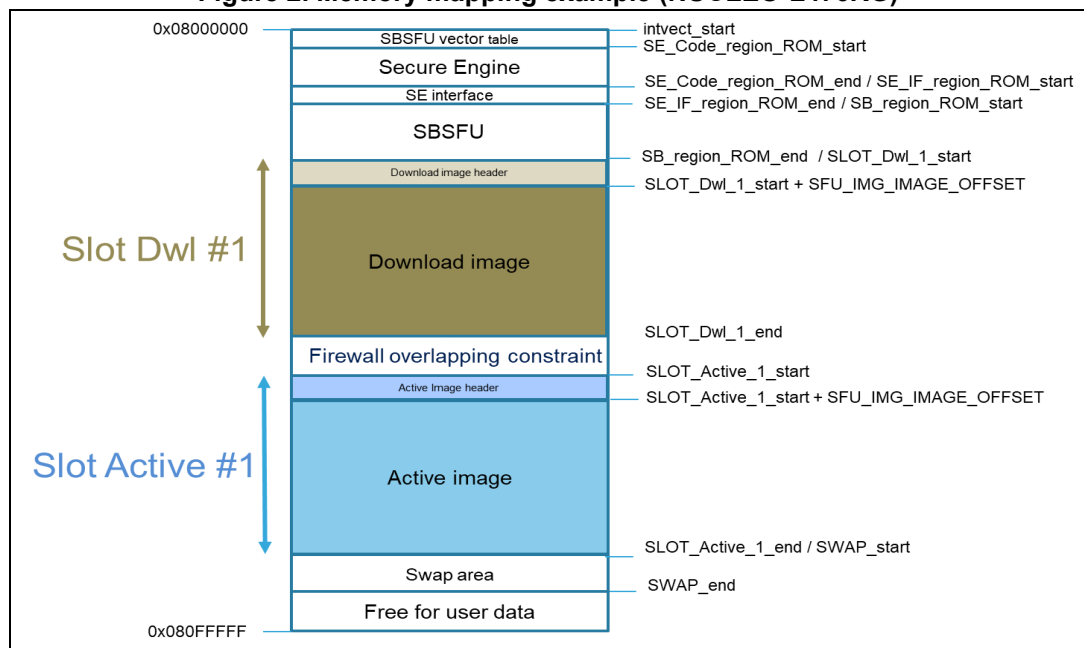 0x08000000
intvect_start
SBSFU vector table
SE_Code_region_ROM_start
Secure Engine
SE_Code_region_ROM_end / SE_IF_region_ROM_start
SE interface
SE_IF_region_ROM_end / SB_region_ROM_start
SBSFU
SB_region_ROM_end / SLOT_Dwl_1_start
Download image header
SLOT_Dwl_1_start + SFU_IMG_IMAGE_OFFSET
Slot Dwl #1
Download image
SLOT_Dwl_1_end
Firewall overlapping constraint
SLOT_Active_1_start
Active Image header
SLOT_Active_1_start + SFU_IMG_IMAGE_OFFSET
Slot Active #1
Active image
SLOT_Active_1_end / SWAP_start
Swap area
SWAP_end
Free for user data
0x080FFFFF